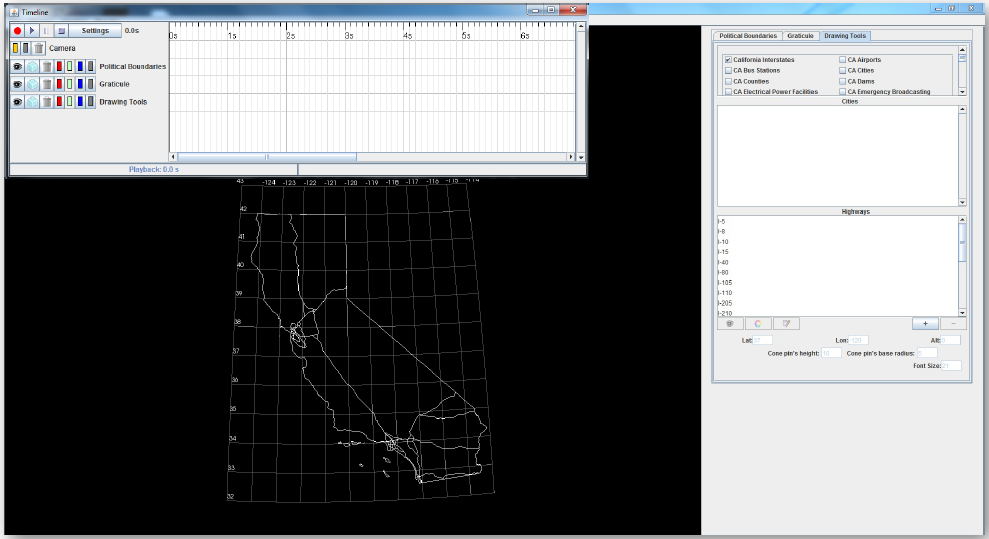 Timeline
Settings 0.0s
0s 1s 2s 3s 4s 5s 6s
Camera
Political Boundaries
Graticule
Drawing Tools
Playback: 0.0 s
Political Boundaries Graticule Drawing Tools
California Interstates CA Airports
CA Bus Stations CA Cities
CA Counties CA Dams
CA Electrical Power Facilities CA Emergency Broadcasting
Cities
Highways
I-5
I-8
I-10
I-15
I-40
I-80
I-105
I-110
I-205
I-210
+ -
Lat: 37 Lon: -120 Alt: 0
Cone pin's height: 10 Cone pin's base radius:
Font Size: 21
43 -124 -123 -122 -121 -120 -119 -118 -117 -116 -115 -114
42
41
40
39
38
37
36
35
34
33
32